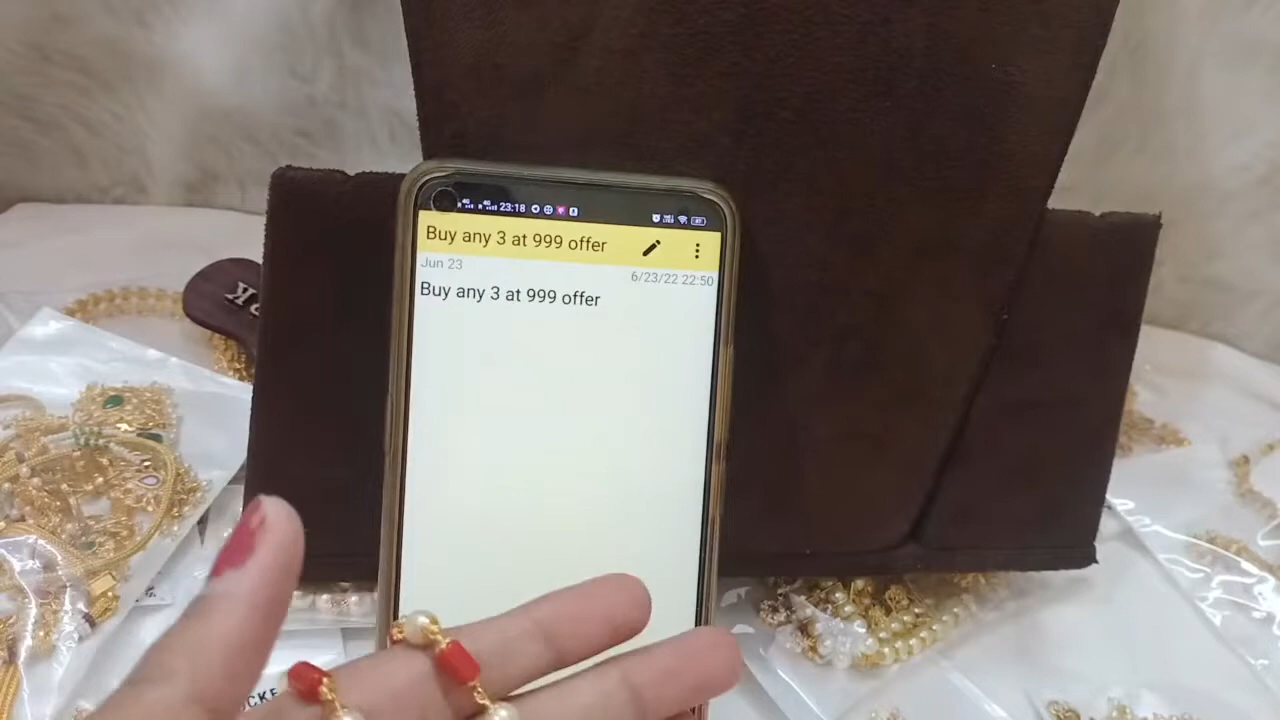 23:18
Buy any 3 at 999 offer
Jun 23
6/23/22 22:50
Buy any 3 at 999 offer